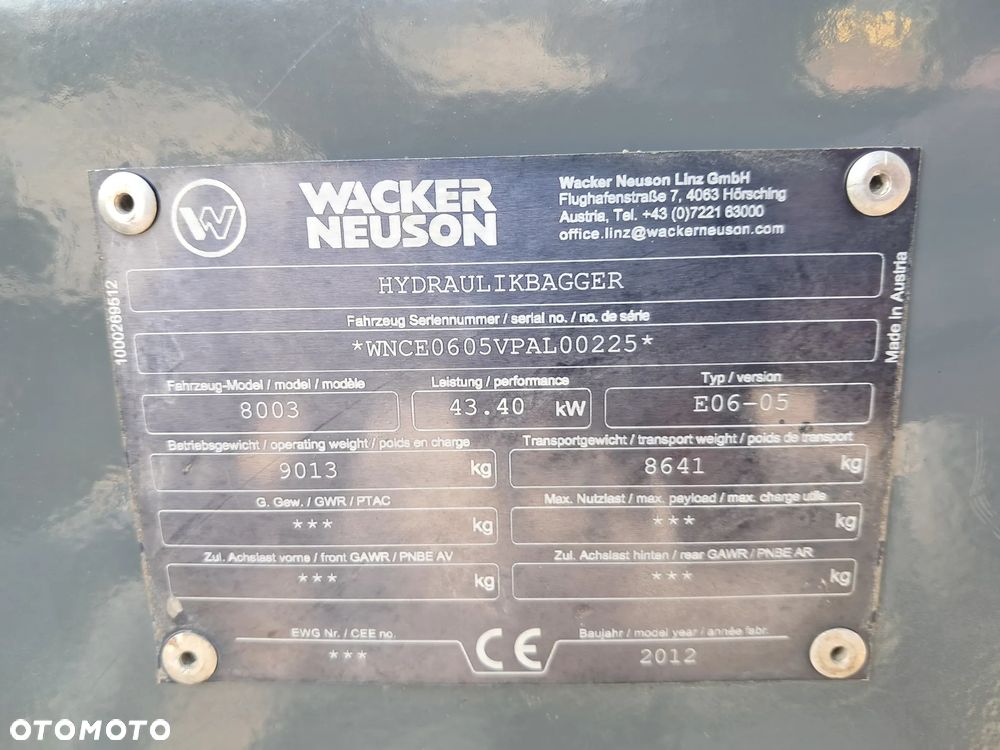 WACKER
NEUSON
Wacker Neuson Linz GmbH
Flughafenstraße 7, 4063 Hörsching
Austria, Tel. +43 (0)7221 63000
office.linz@wackerneuson.com
HYDRAULIKBAGGER
Fahrzeug Seriennummer / serial no. / no. de série
*WNCE0605VPAL00225*
1000269512
Made in Austria
Fahrzeug-Model / model / modèle
8003
Leistung / performance
43.40 kW
Typ / version
E06-05
Betriebsgewicht / operating weight / poids en charge
9013 kg
Transportgewicht / transport weight / poids de transport
8641 kg
G. Gew. / GWR / PTAC
*** kg
Max. Nutzlast / max. payload / max. charge utile
*** kg
Zul. Achslast vorne / front GAWR / PNBE AV
*** kg
Zul. Achslast hinten / rear GAWR / PNBE AR
*** kg
EWG Nr. / CEE no.
***
CE
Baujahr / model year / année fabr.
2012
OTOMOTO